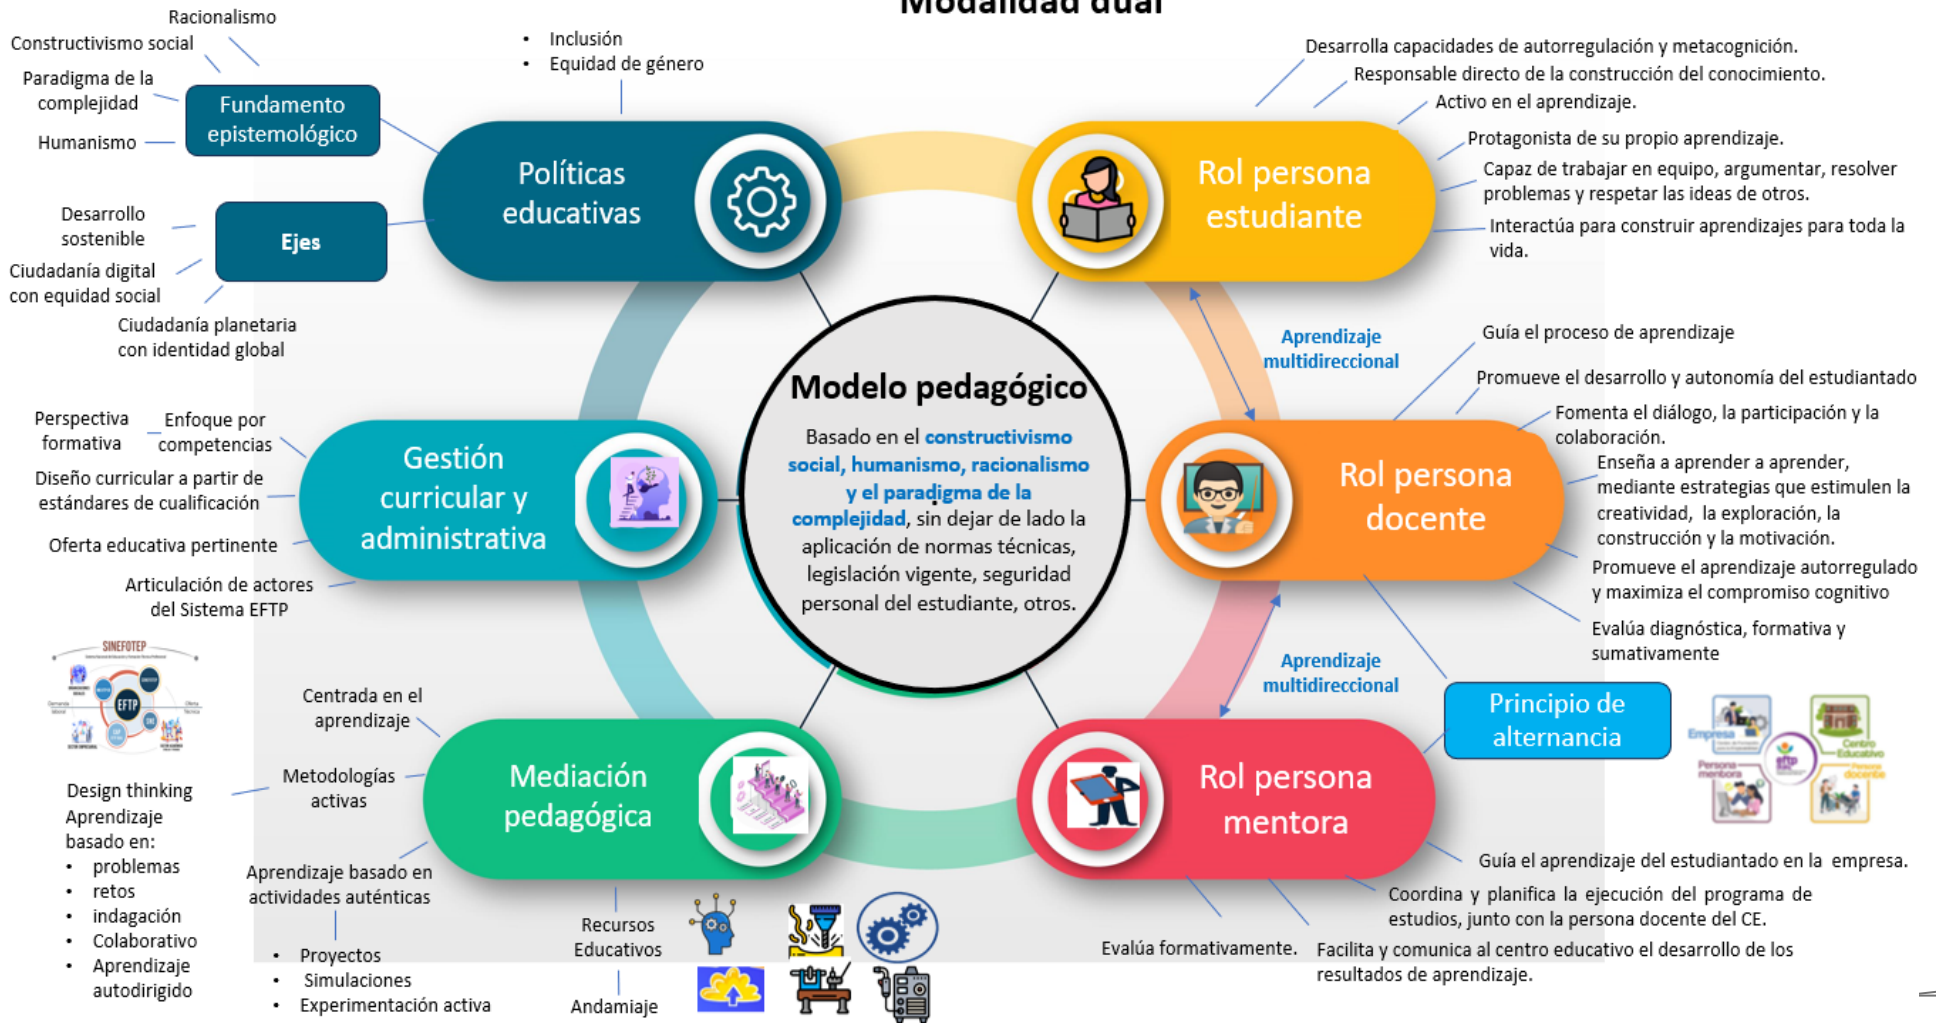 Modalidad dual
Racionalismo
Constructivismo social
Paradigma de la
complejidad
Humanismo
Fundamento
epistemológico
• Inclusión
• Equidad de género
Políticas
educativas
Desarrollo
sostenible
Ciudadanía digital
con equidad social
Ciudadanía planetaria
con identidad global
Ejes
Rol persona
estudiante
Desarrolla capacidades de autorregulación y metacognición.
Responsable directo de la construcción del conocimiento.
Activo en el aprendizaje.
Protagonista de su propio aprendizaje.
Capaz de trabajar en equipo, argumentar, resolver
problemas y respetar las ideas de otros.
Interactúa para construir aprendizajes para toda la
vida.
Aprendizaje
multidireccional
Modelo pedagógico
Basado en el constructivismo
social, humanismo, racionalismo
y el paradigma de la
complejidad, sin dejar de lado la
aplicación de normas técnicas,
legislación vigente, seguridad
personal del estudiante, otros.
Perspectiva
formativa
Enfoque por
competencias
Diseño curricular a partir de
estándares de cualificación
Oferta educativa pertinente
Articulación de actores
del Sistema EFTP
Gestión
curricular y
administrativa
Rol persona
docente
Guía el proceso de aprendizaje
Promueve el desarrollo y autonomía del estudiantado
Fomenta el diálogo, la participación y la
colaboración.
Enseña a aprender a aprender,
mediante estrategias que estimulen la
creatividad, la exploración, la
construcción y la motivación.
Promueve el aprendizaje autorregulado
y maximiza el compromiso cognitivo
Evalúa diagnóstica, formativa y
sumativamente
Aprendizaje
multidireccional
Principio de
alternancia
Empresa
Centro
Educativo
eftp
Persona
mentora
Persona
docente
SINEFOTEP
EFTP
Centrada en el
aprendizaje
Metodologías
activas
Design thinking
Aprendizaje
basado en:
• problemas
• retos
• indagación
• Colaborativo
• Aprendizaje
autodirigido
Aprendizaje basado en
actividades auténticas
• Proyectos
• Simulaciones
• Experimentación activa
Mediación
pedagógica
Recursos
Educativos
Andamiaje
Rol persona
mentora
Guía el aprendizaje del estudiantado en la empresa.
Coordina y planifica la ejecución del programa de
estudios, junto con la persona docente del CE.
Facilita y comunica al centro educativo el desarrollo de los
resultados de aprendizaje.
Evalúa formativamente.